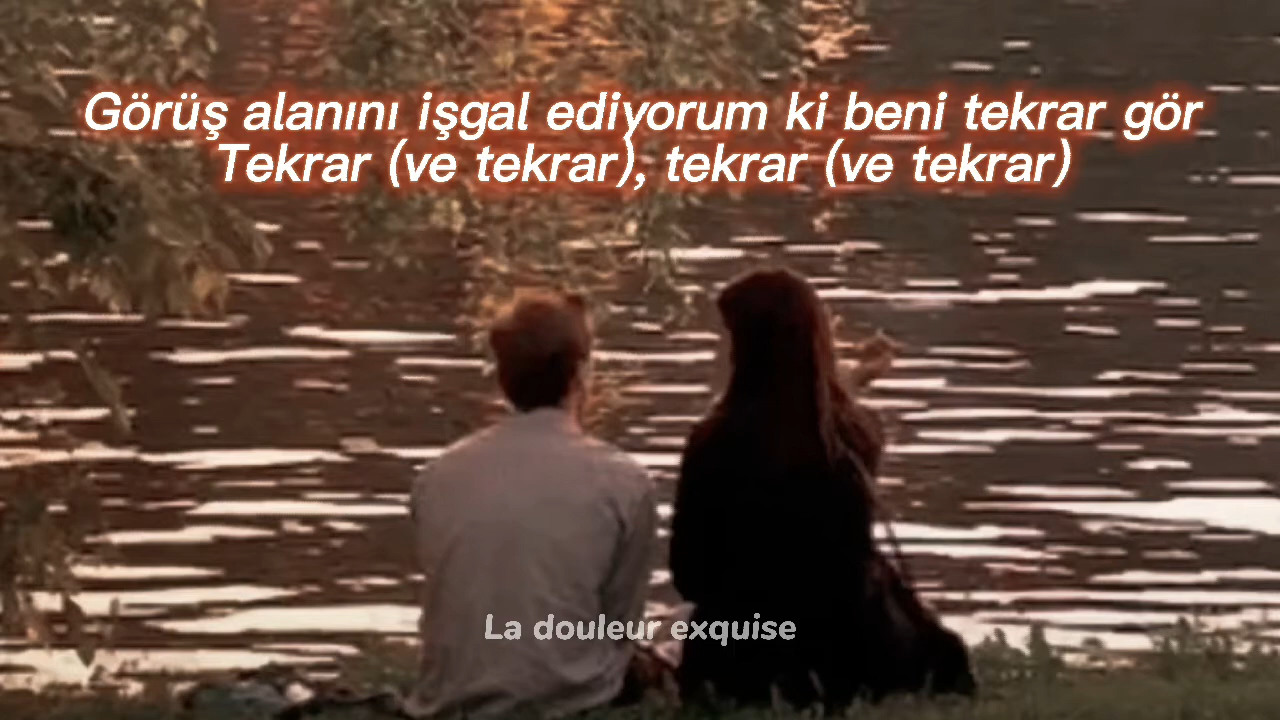 Görüş alanını işgal ediyorum ki beni tekrar gör
Tekrar (ve tekrar), tekrar (ve tekrar)
La douleur exquise